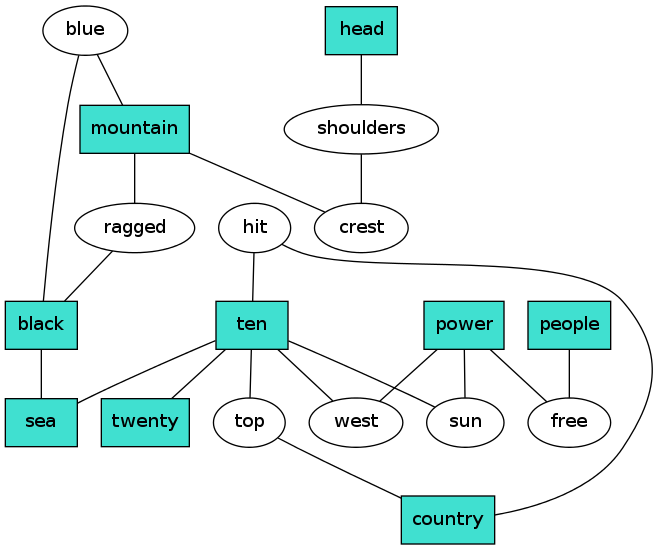 blue
head
mountain
shoulders
ragged
hit
crest
black
ten
power
people
sea
twenty
top
west
sun
free
country